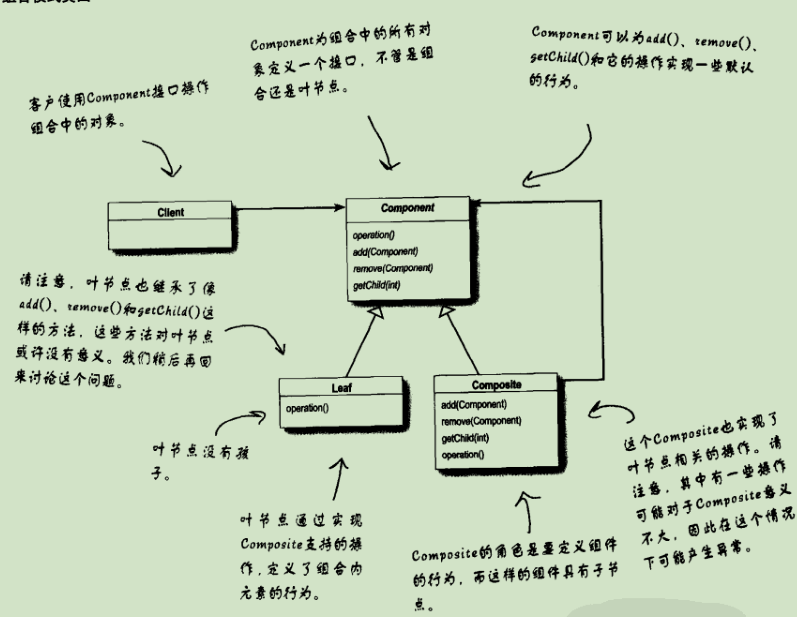 客户使用Component接口操作
组合中的对象。
Component为组合中的所有对
象定义一个接口，不管是组
合还是叶节点。
Component可以为add()、remove()、
getChild()和它的操作实现一些默认
的行为。
Client
Component
operation()
add(Component)
remove(Component)
getChild(int)
请注意，叶节点也继承了像
add()、remove()和getChild()这
样的方法，这些方法对叶节点
或许没有意义。我们稍后再回
来讨论这个问题。
Leaf
operation()
Composite
add(Component)
remove(Component)
getChild(int)
operation()
叶节点没有孩
子。
叶节点通过实现
Composite支持的操
作，定义了组合内
元素的行为。
Composite的角色是要定义组件
的行为，而这样的组件具有子节
点。
这个Composite也实现了
叶节点相关的操作。请
注意，其中有一些操作
可能对于Composite意义
不大，因此在这个情况
下可能产生异常。